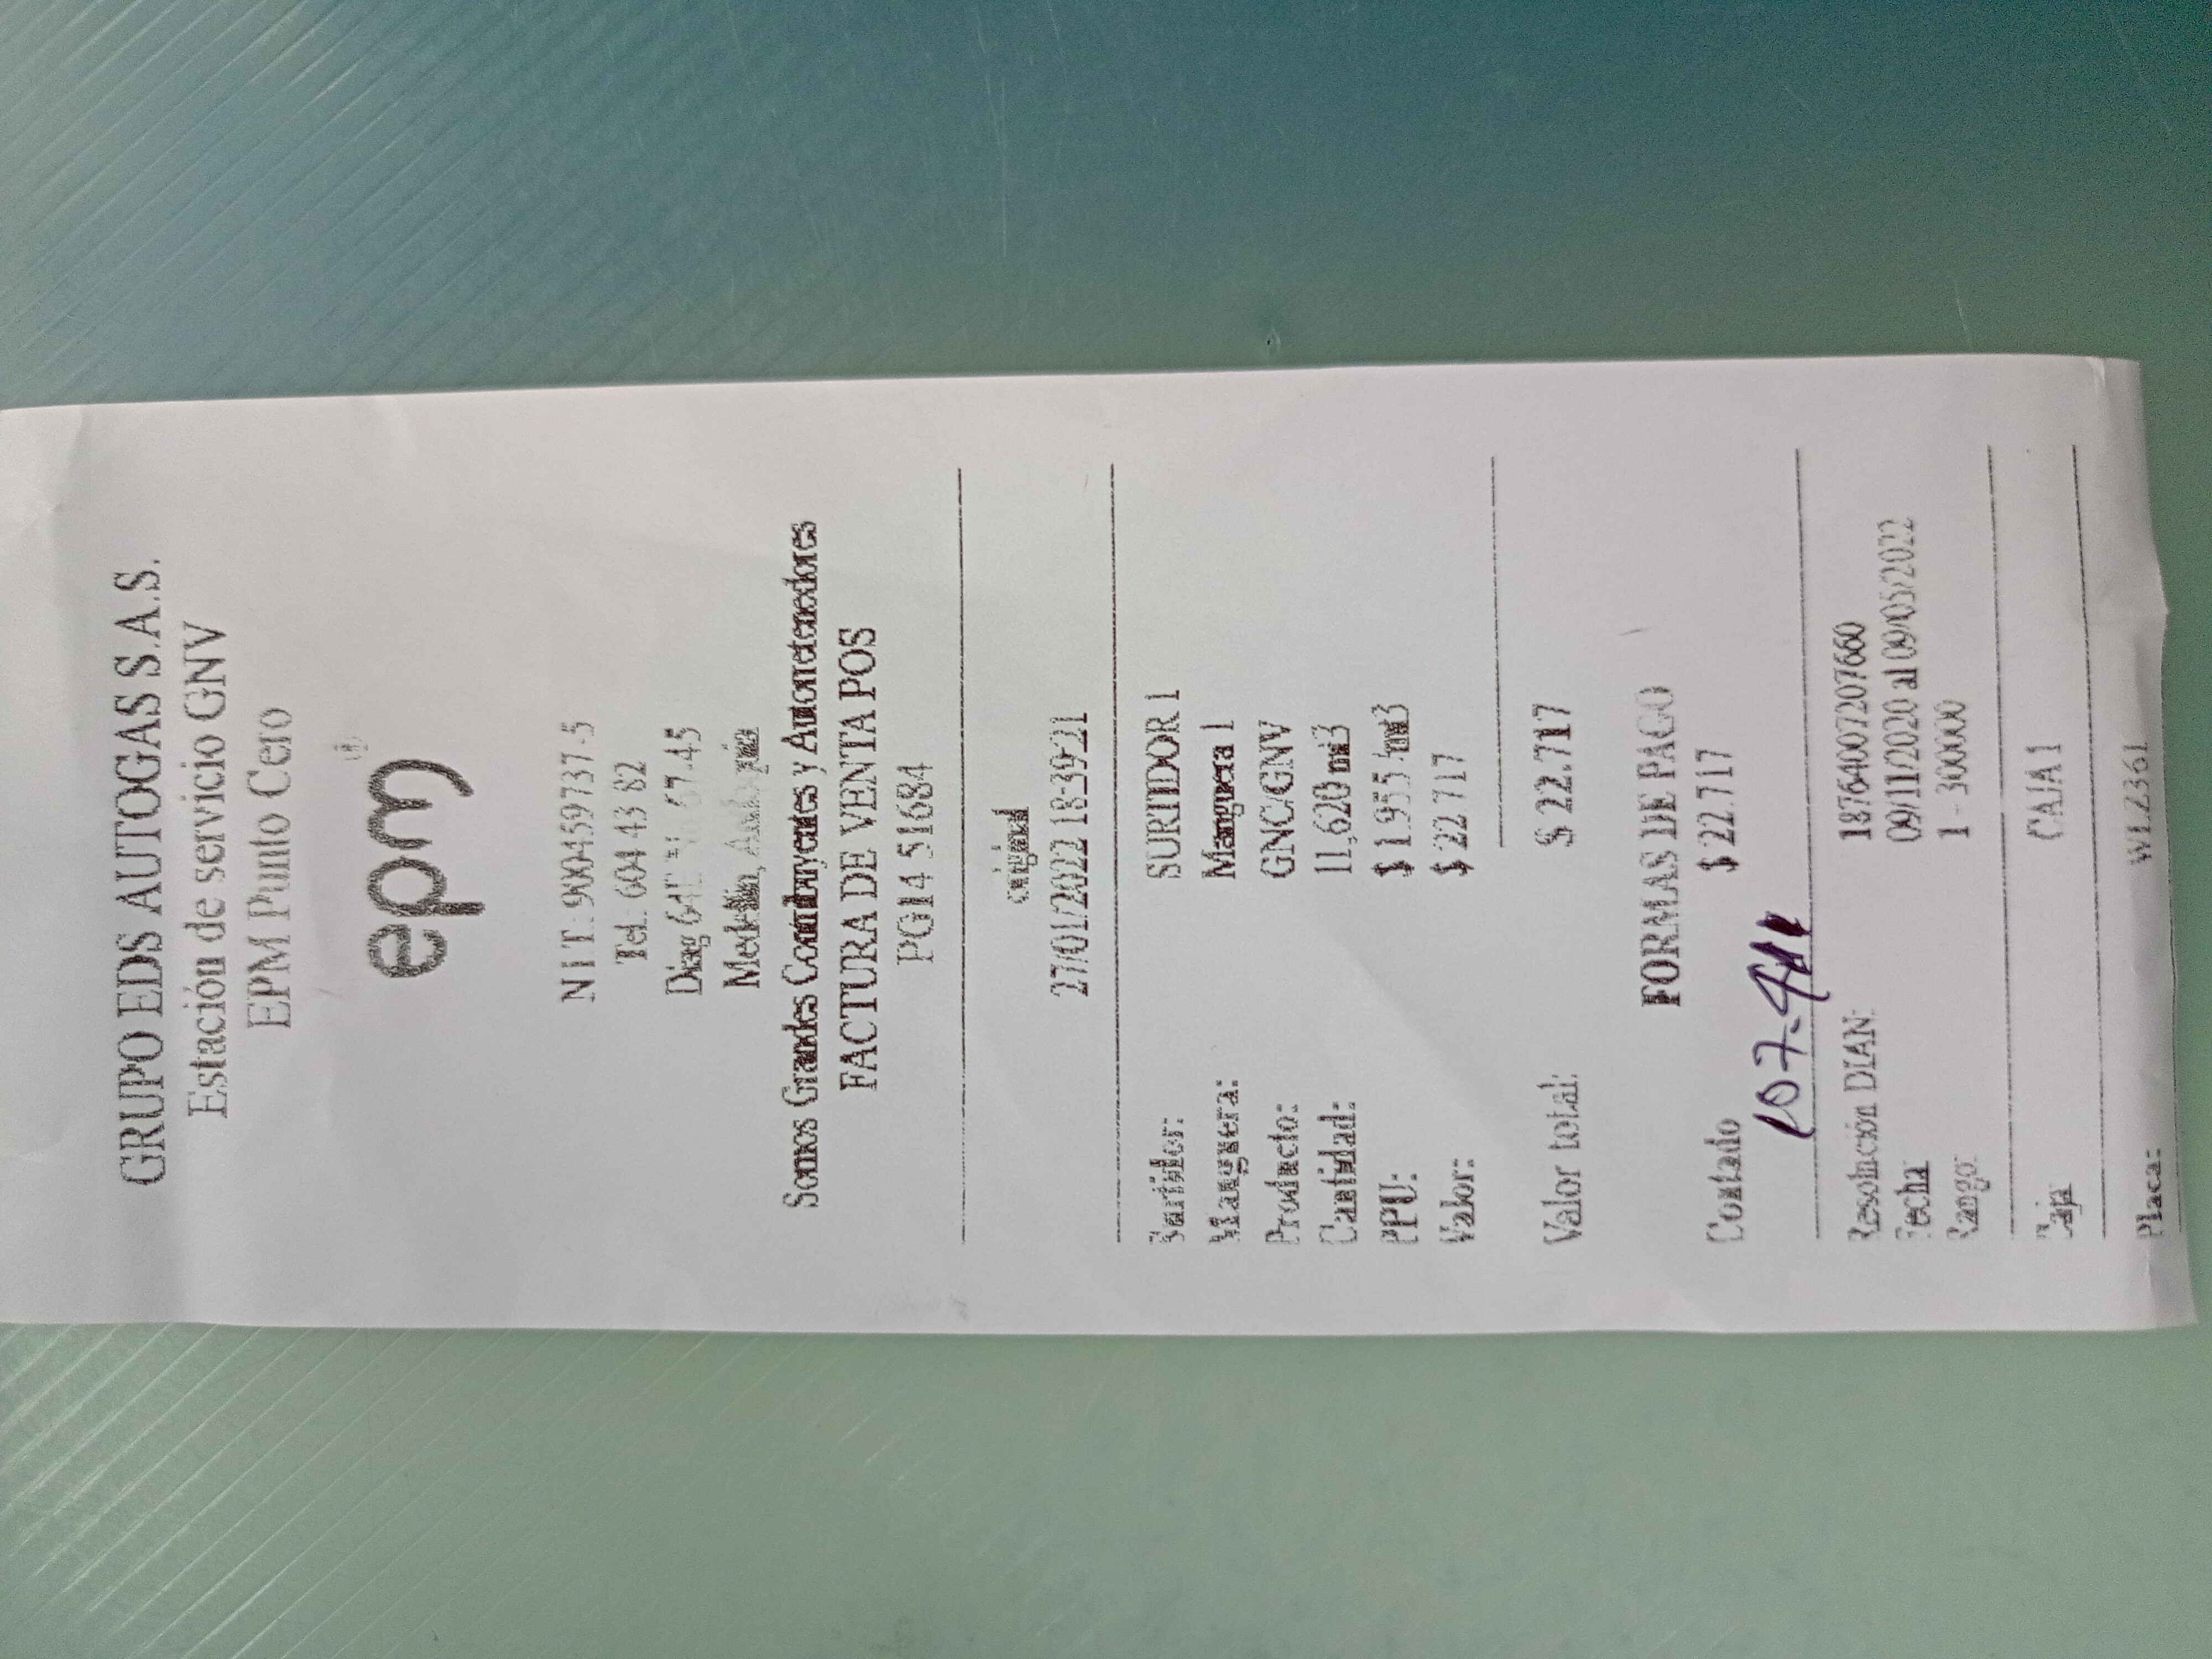 GRUPO EDS AUTOGAS S.A.S.
Estación de servicio GNV
EPM Punto Cero
epm®
N I T.: 900459737-5
Tel.: 604 43 82
Diag 67 45
Medellín, Antioquia
Somos Grandes Contribuyentes y Autorretenedores
FACTURA DE VENTA POS
PG14 51684
original
27/01/2022 18:39:21
Surtidor: SURTIDOR 1
Manguera: Manguera 1
Producto: GNC/GNV
Cantidad: 11,620 m3
PPU: $ 1.955 /m3
Valor: $ 22.717
Valor total: $ 22.717
FORMAS DE PAGO
Contado $ 22.717
Resolución DIAN: 18764007207660
Fecha 09/11/2020 al 09/05/2022
Rango: 1 - 300000
Caja CAJA1
Placa: WLZ361